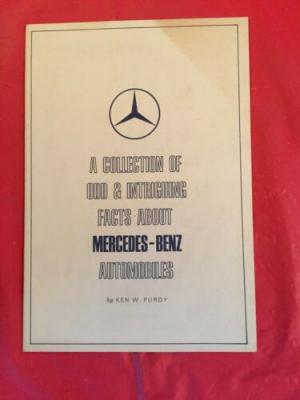 A COLLECTION OF
ODD & INTRIGUING
FACTS ABOUT
MERCEDES-BENZ
AUTOMOBILES
by KEN W. PURDY